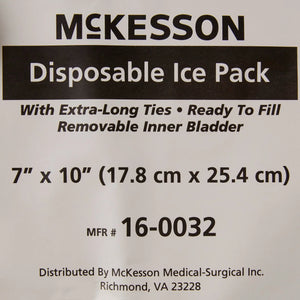 McKESSON
Disposable Ice Pack
With Extra-Long Ties • Ready To Fill
Removable Inner Bladder
7” x 10” (17.8 cm x 25.4 cm)
MFR # 16-0032
Distributed By McKesson Medical-Surgical Inc.
Richmond, VA 23228